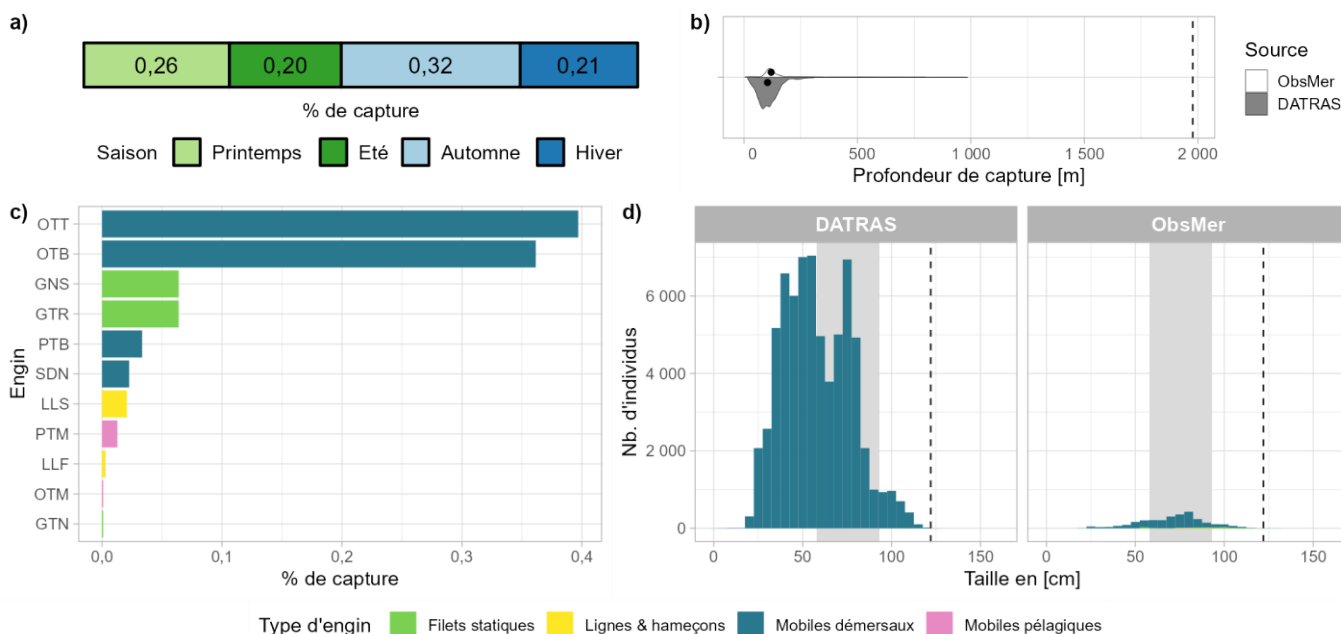 a)
0,26 0,20 0,32 0,21
% de capture
Saison Printemps Eté Automne Hiver
b)
0 500 1 000 1 500 2 000
Profondeur de capture [m]
Source
ObsMer
DATRAS
c)
Engin
OTT
OTB
GNS
GTR
PTB
SDN
LLS
PTM
LLF
OTM
GTN
0,0 0,1 0,2 0,3 0,4
% de capture
d)
DATRAS ObsMer
Nb. d'individus
6 000
4 000
2 000
0
0 50 100 150 0 50 100 150
Taille en [cm]
Type d'engin Filets statiques Lignes & hameçons Mobiles démersaux Mobiles pélagiques